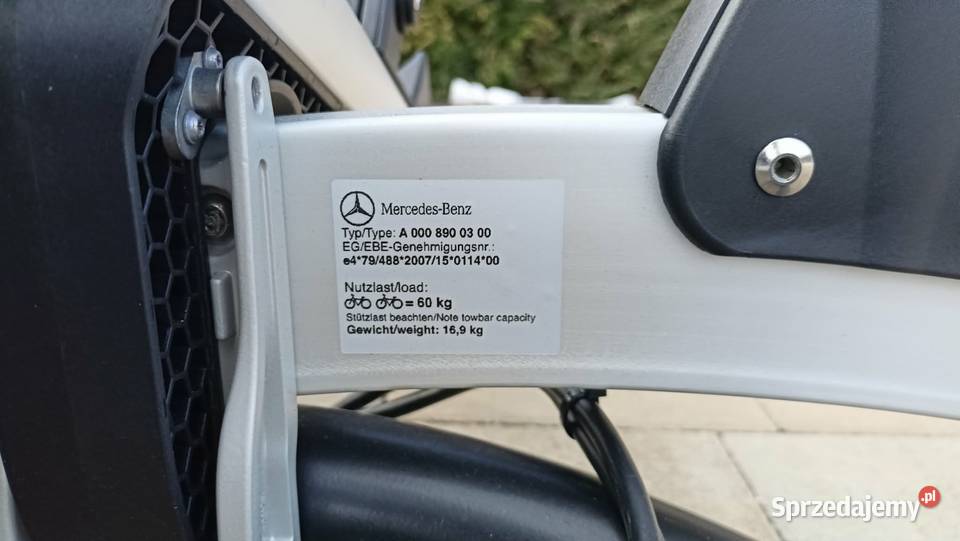 Mercedes-Benz
Typ/Type: A 000 890 03 00
EG/EBE-Genehmigungsnr.:
e4*79/488*2007/15*0114*00
Nutzlast/load:
= 60 kg
Stützlast beachten/Note towbar capacity
Gewicht/weight: 16,9 kg
Sprzedajemy.pl